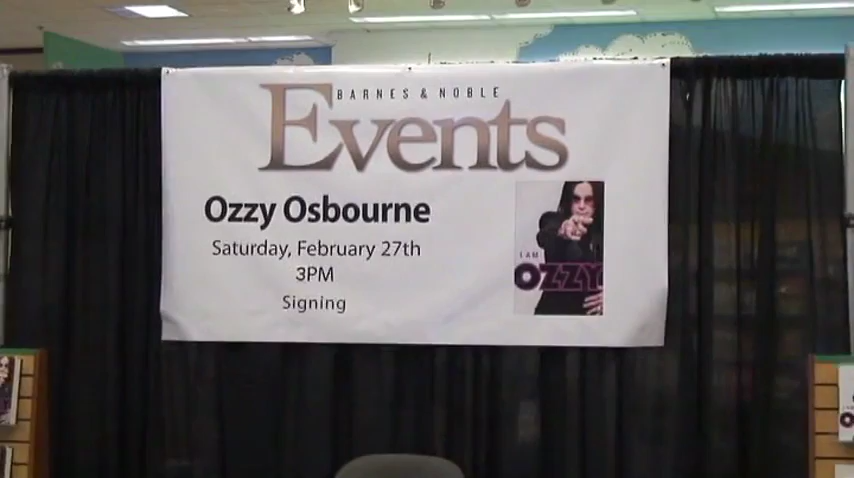 BARNES & NOBLE
Events
Ozzy Osbourne
Saturday, February 27th
3PM
Signing
I AM
OZZY